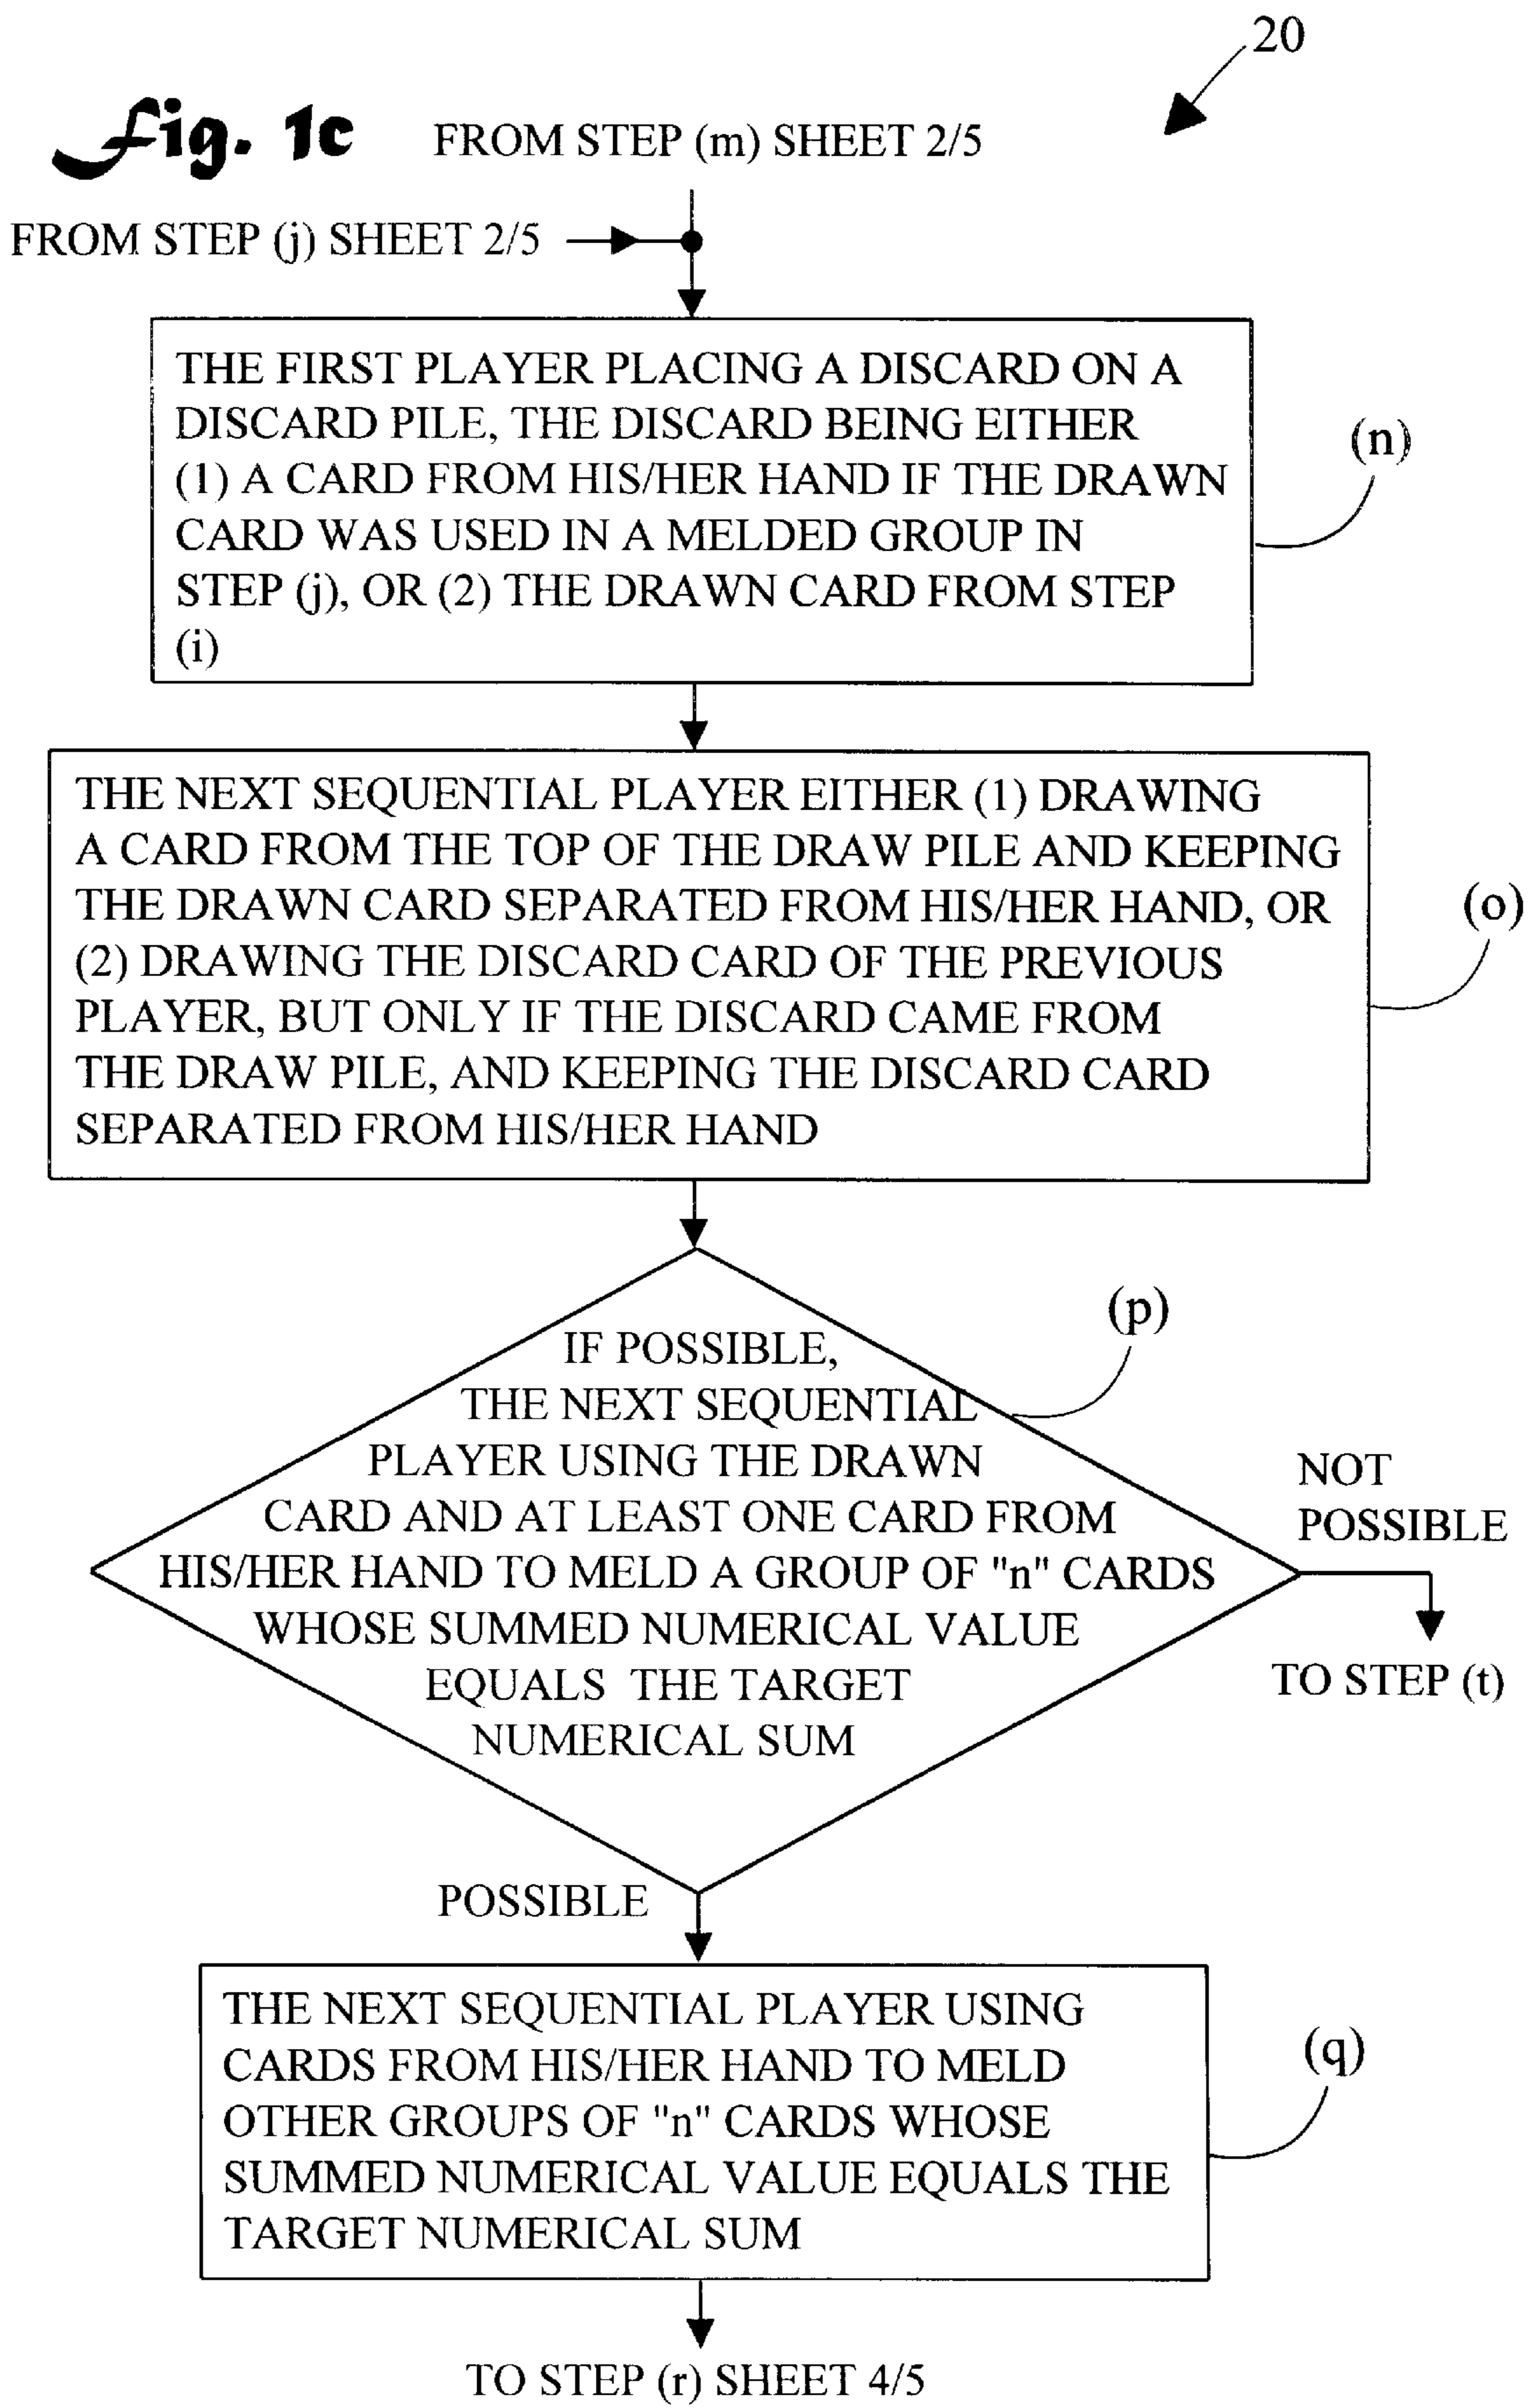 20
Fig. 1c
FROM STEP (m) SHEET 2/5
FROM STEP (j) SHEET 2/5
THE FIRST PLAYER PLACING A DISCARD ON A
DISCARD PILE, THE DISCARD BEING EITHER
(1) A CARD FROM HIS/HER HAND IF THE DRAWN
CARD WAS USED IN A MELDED GROUP IN
STEP (j), OR (2) THE DRAWN CARD FROM STEP
(i)
(n)
THE NEXT SEQUENTIAL PLAYER EITHER (1) DRAWING
A CARD FROM THE TOP OF THE DRAW PILE AND KEEPING
THE DRAWN CARD SEPARATED FROM HIS/HER HAND, OR
(2) DRAWING THE DISCARD CARD OF THE PREVIOUS
PLAYER, BUT ONLY IF THE DISCARD CAME FROM
THE DRAW PILE, AND KEEPING THE DISCARD CARD
SEPARATED FROM HIS/HER HAND
(o)
IF POSSIBLE,
THE NEXT SEQUENTIAL
PLAYER USING THE DRAWN
CARD AND AT LEAST ONE CARD FROM
HIS/HER HAND TO MELD A GROUP OF "n" CARDS
WHOSE SUMMED NUMERICAL VALUE
EQUALS THE TARGET
NUMERICAL SUM
(p)
NOT
POSSIBLE
TO STEP (t)
POSSIBLE
THE NEXT SEQUENTIAL PLAYER USING
CARDS FROM HIS/HER HAND TO MELD
OTHER GROUPS OF "n" CARDS WHOSE
SUMMED NUMERICAL VALUE EQUALS THE
TARGET NUMERICAL SUM
(q)
TO STEP (r) SHEET 4/5